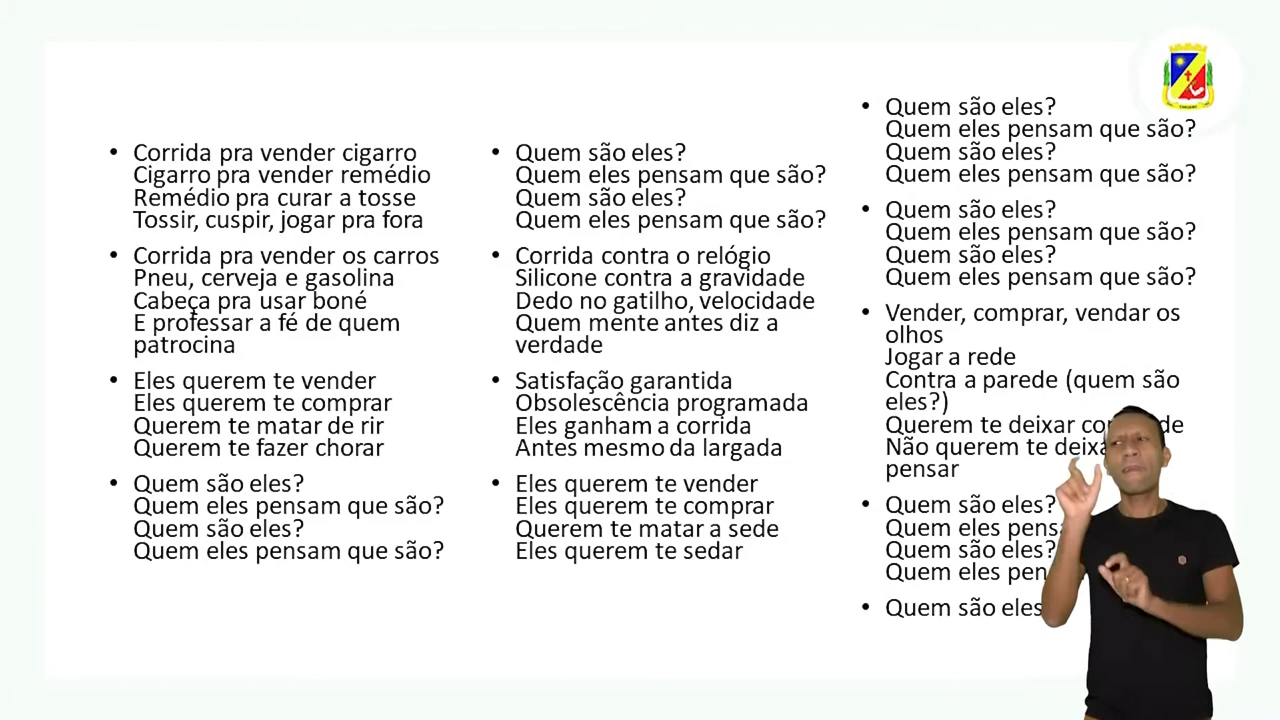 Corrida pra vender cigarro
Cigarro pra vender remédio
Remédio pra curar a tosse
Tossir, cuspir, jogar pra fora
Corrida pra vender os carros
Pneu, cerveja e gasolina
Cabeça pra usar boné
E professar a fé de quem
patrocina
Eles querem te vender
Eles querem te comprar
Querem te matar de rir
Querem te fazer chorar
Quem são eles?
Quem eles pensam que são?
Quem são eles?
Quem eles pensam que são?
Quem são eles?
Quem eles pensam que são?
Quem são eles?
Quem eles pensam que são?
Corrida contra o relógio
Silicone contra a gravidade
Dedo no gatilho, velocidade
Quem mente antes diz a
verdade
Satisfação garantida
Obsolescência programada
Eles ganham a corrida
Antes mesmo da largada
Eles querem te vender
Eles querem te comprar
Querem te matar a sede
Eles querem te sedar
Quem são eles?
Quem eles pensam que são?
Quem são eles?
Quem eles pensam que são?
Quem são eles?
Quem eles pensam que são?
Quem são eles?
Quem eles pensam que são?
Vender, comprar, vendar os
olhos
Jogar a rede
Contra a parede (quem são
eles?)
Querem te deixar
Não querem te
pensar
Quem são eles?
Quem eles
Quem são eles?
Quem eles
Quem são eles